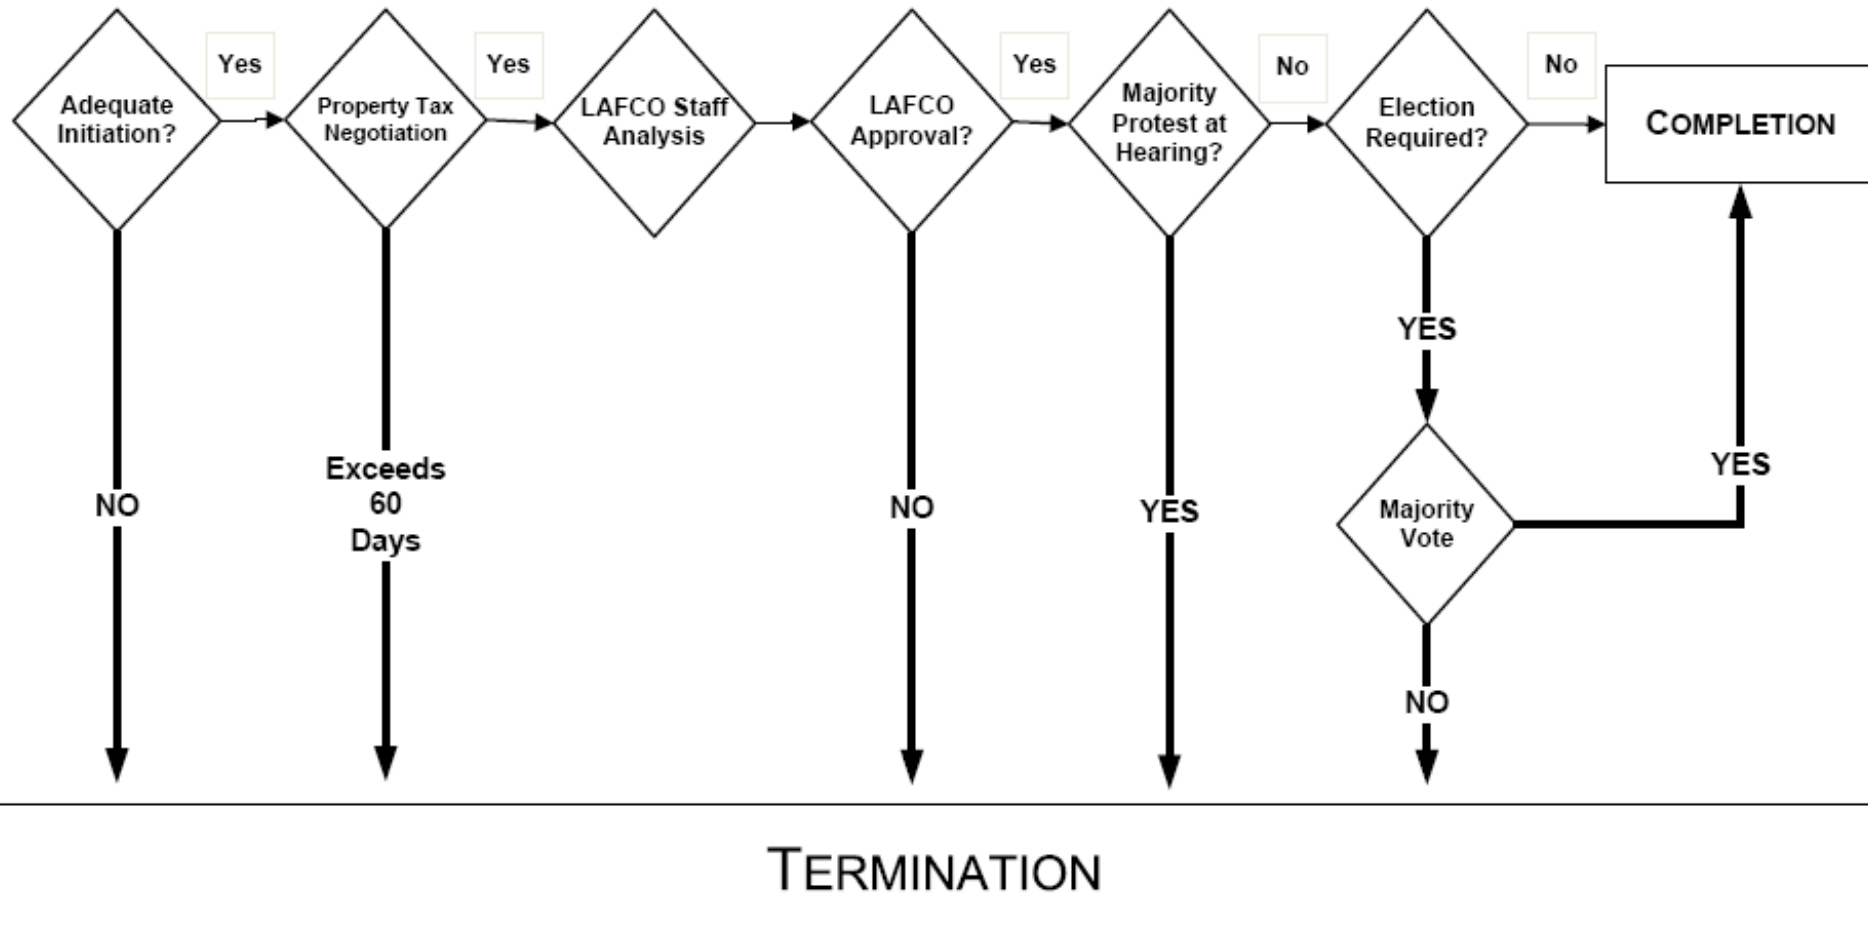 Adequate
Initiation?
Yes
Property Tax
Negotiation
Yes
LAFCO Staff
Analysis
LAFCO
Approval?
Yes
Majority
Protest at
Hearing?
No
Election
Required?
No
COMPLETION
NO
Exceeds
60
Days
NO
YES
YES
Majority
Vote
YES
NO
TERMINATION